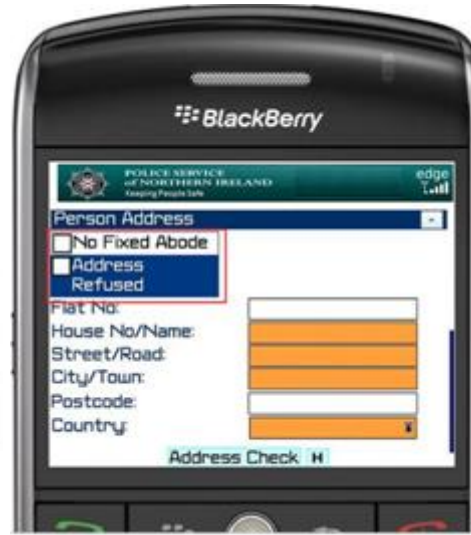 BlackBerry
POLICE SERVICE
of NORTHERN IRELAND
Keeping People Safe
edge
Person Address
No Fixed Abode
Address
Refused
Flat No:
House No/Name:
Street/Road:
City/Town:
Postcode:
Country:
Address Check H